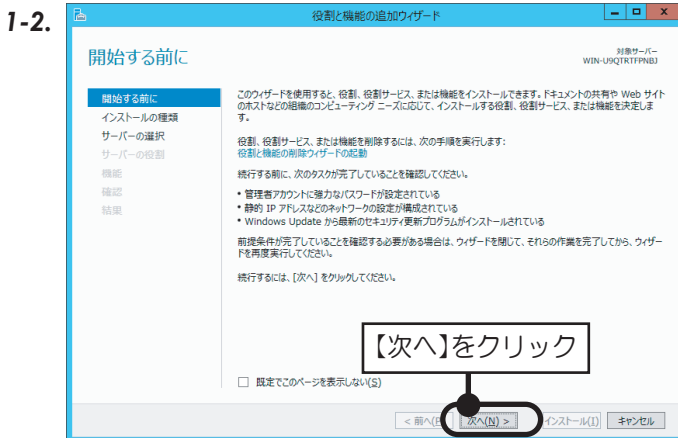 1-2.
役割と機能の追加ウィザード
開始する前に
対象サーバー
WIN-U9QTRTFPNBJ
開始する前に
インストールの種類
サーバーの選択
サーバーの役割
機能
確認
結果
このウィザードを使用すると、役割、役割サービス、または機能をインストールできます。ドキュメントの共有や Web サイト
のホストなどの組織のコンピューティング ニーズに応じて、インストールする役割、役割サービス、または機能を決定しま
す。
役割、役割サービス、または機能を削除するには、次の手順を実行します:
役割と機能の削除ウィザードの起動
続行する前に、次のタスクが完了していることを確認してください。
• 管理者アカウントに強力なパスワードが設定されている
• 静的 IP アドレスなどのネットワークの設定が構成されている
• Windows Update から最新のセキュリティ更新プログラムがインストールされている
前提条件が完了していることを確認する必要がある場合は、ウィザードを閉じて、それらの作業を完了してから、ウィザー
ドを再度実行してください。
続行するには、[次へ] をクリックしてください。
【次へ】をクリック
既定でこのページを表示しない(S)
< 前へ(P 次へ(N) > インストール(I) キャンセル